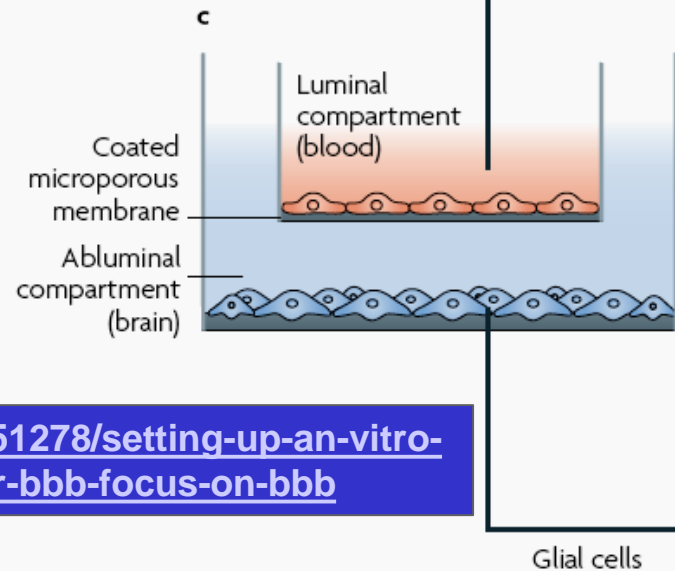 c
Luminal
compartment
(blood)
Coated
microporous
membrane
Abluminal
compartment
(brain)
51278/setting-up-an-vitro-
r-bbb-focus-on-bbb
Glial cells